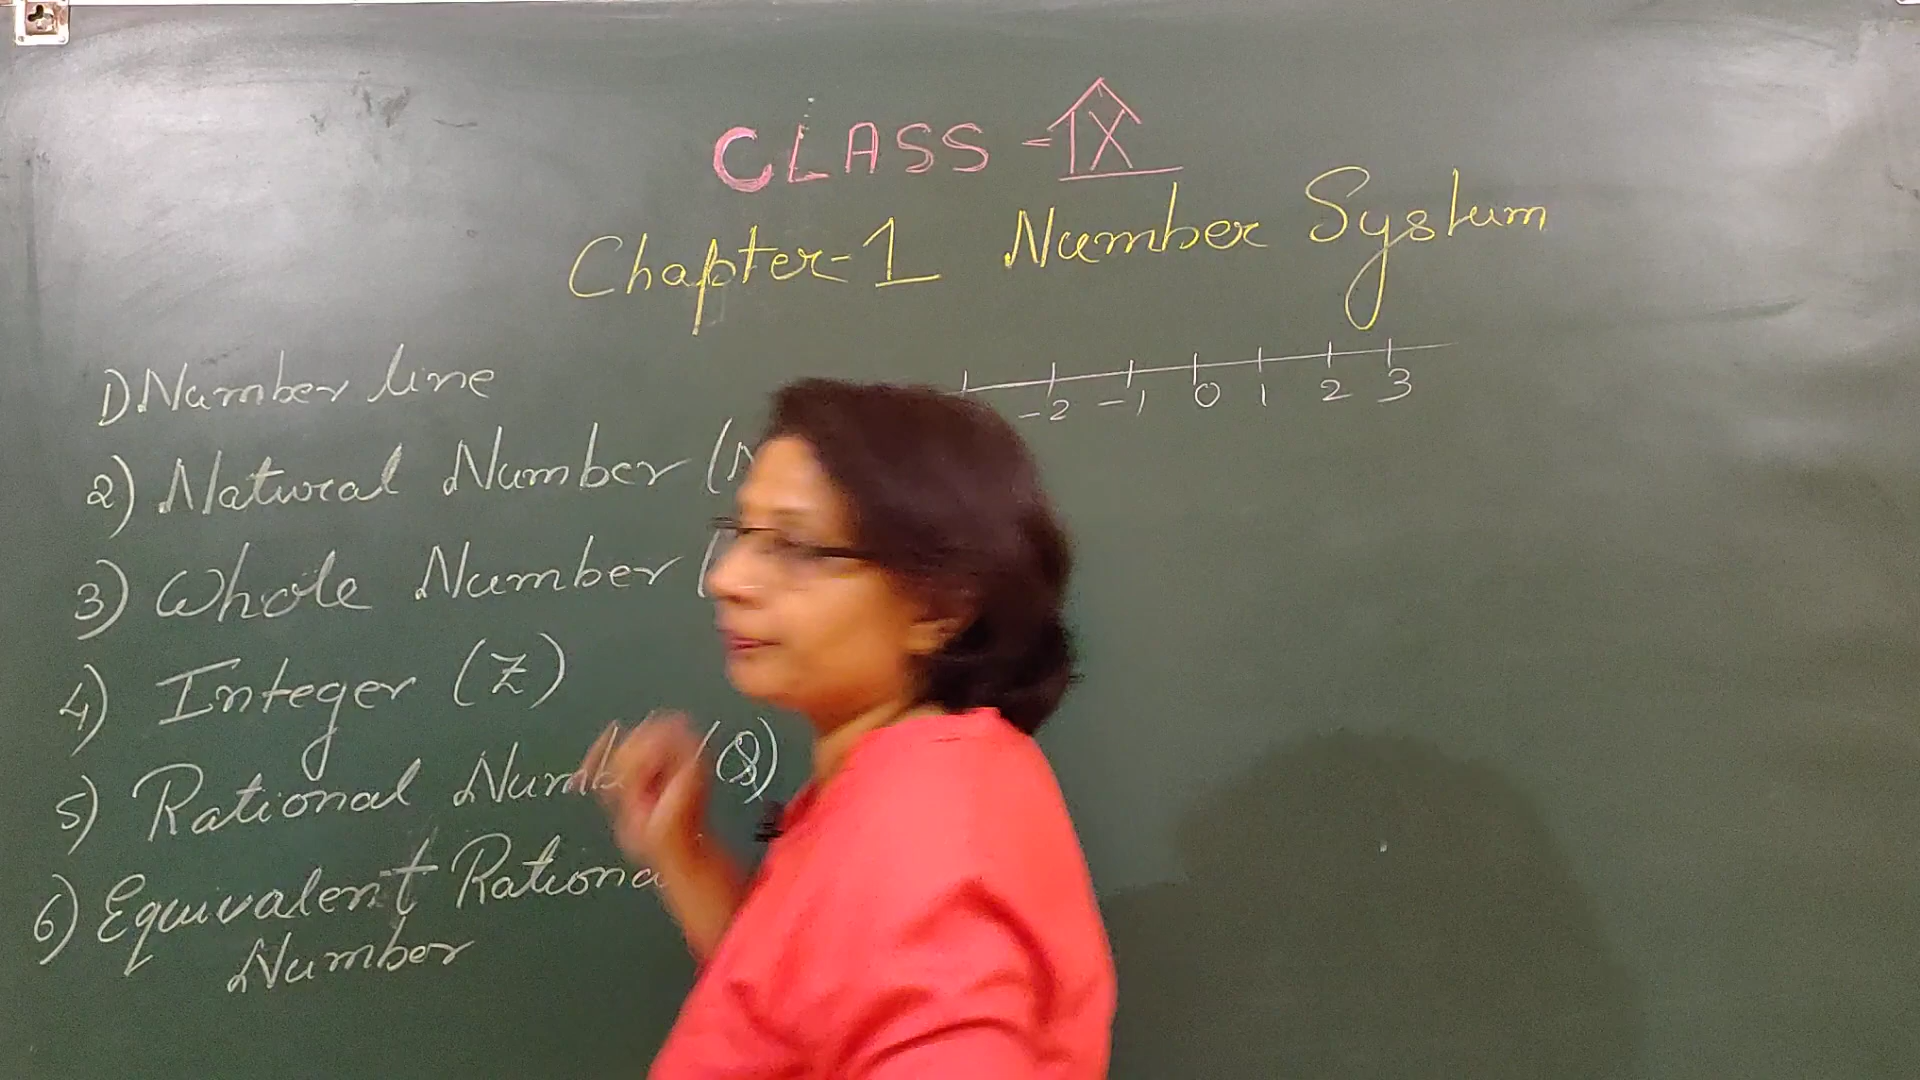 CLASS - IX
Chapter-1 Number System
1) Number line
-2 -1 0 1 2 3
2) Natural Number (N
3) Whole Number (
4) Integer (Z)
5) Rational (Q)
6) Equivalent
Number